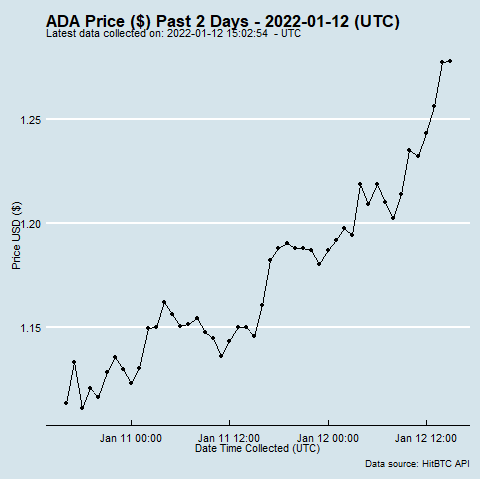 ADA Price ($) Past 2 Days - 2022-01-12 (UTC)
Latest data collected on: 2022-01-12 15:02:54 - UTC
1.25
1.20
1.15
Price USD ($)
Jan 11 00:00 Jan 11 12:00 Jan 12 00:00 Jan 12 12:00
Date Time Collected (UTC)
Data source: HitBTC API